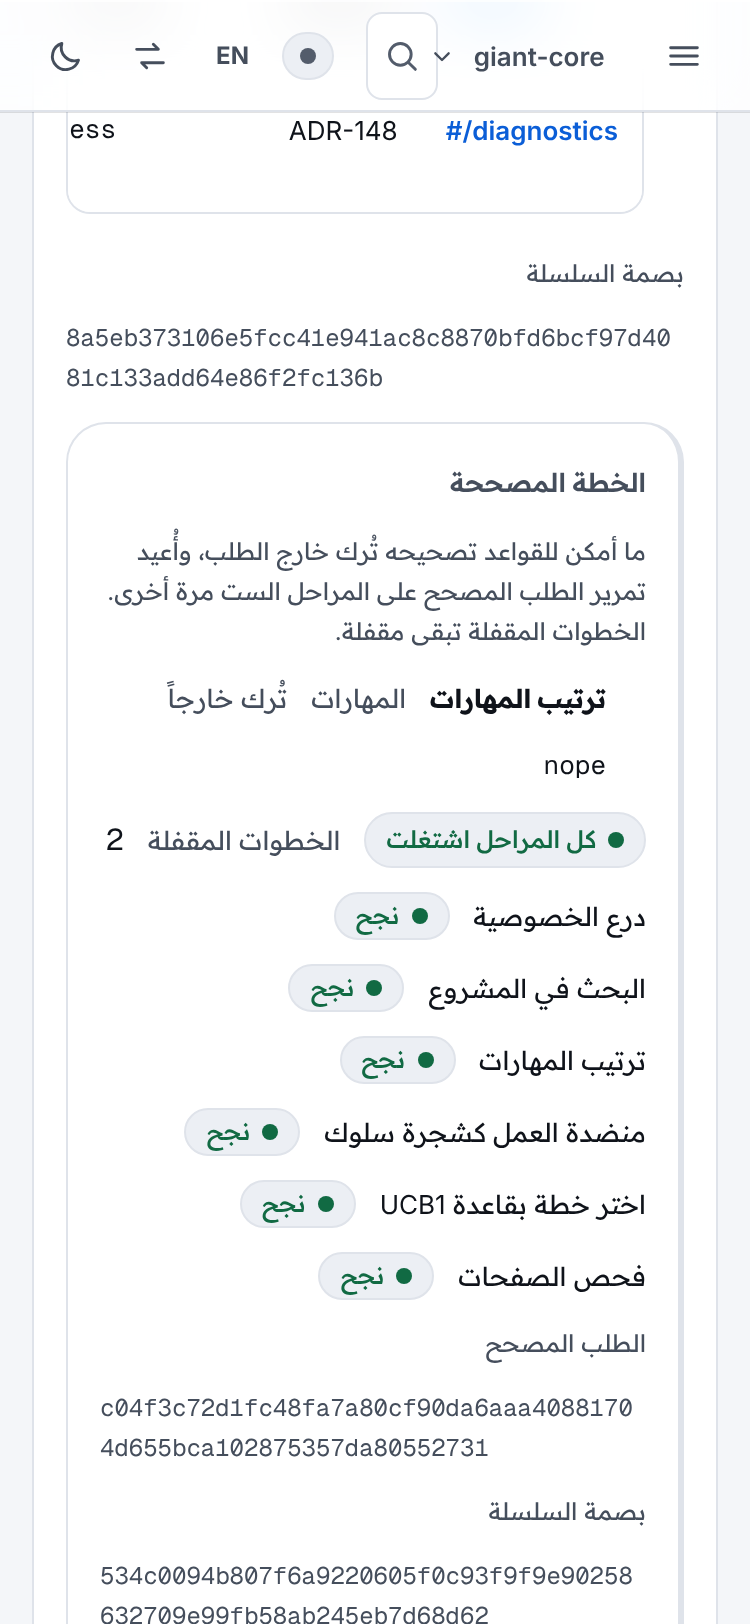 EN
giant-core
ess ADR-148 #/diagnostics
بصمة السلسلة
8a5eb373106e5fcc41e941ac8c8870bfd6bcf97d40
81c133add64e86f2fc136b
الخطة المصححة
ما أمكن للقواعد تصحيحه تُرك خارج الطلب، وأُعيد
تمرير الطلب المصحح على المراحل الست مرة أخرى.
الخطوات المقفلة تبقى مقفلة.
ترتيب المهارات المهارات تُرك خارجاً
nope
كل المراحل اشتغلت الخطوات المقفلة 2
درع الخصوصية نجح
البحث في المشروع نجح
ترتيب المهارات نجح
منضدة العمل كشجرة سلوك نجح
اختر خطة بقاعدة UCB1 نجح
فحص الصفحات نجح
الطلب المصحح
c04f3c72d1fc48fa7a80cf90da6aaa4088170
4d655bca102875357da80552731
بصمة السلسلة
534c0094b807f6a9220605f0c93f9f9e90258
632709e99fb58ab245eb7d68d62